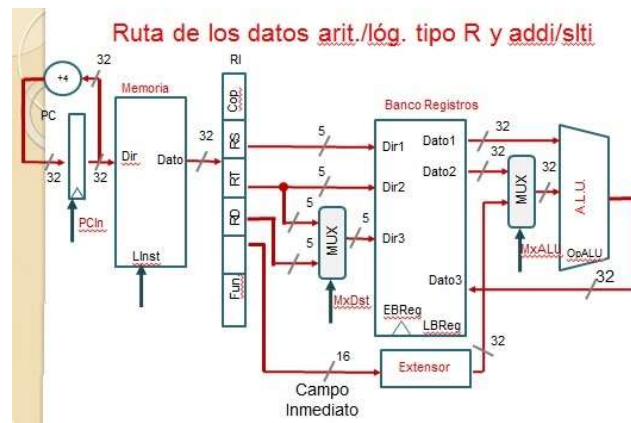 Ruta de los datos arit./lóg. tipo R y addi/slti
32
+4
PC
32
32
PCIn
Memoria
Dir
Dato
LInst
32
RI
Cop.
RS
RT
RD
Fun
5
5
5
5
MUX
MxDst
5
Banco Registros
Dir1
Dir2
Dir3
Dato1
Dato2
Dato3
EBReg
LBReg
32
32
MUX
MxALU
32
A.L.U.
OpALU
32
32
16
Extensor
Campo
Inmediato